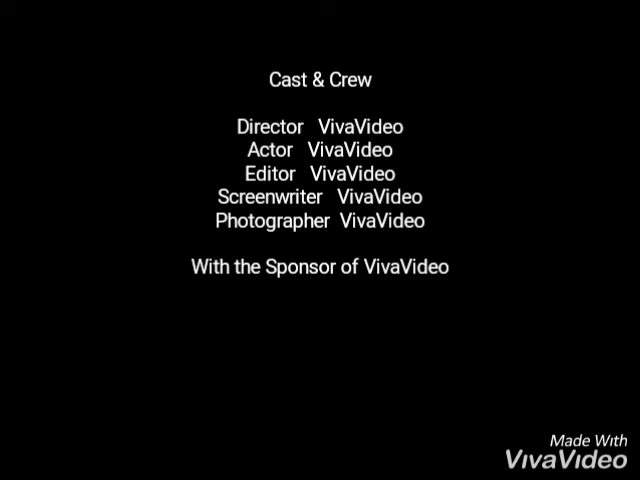 Cast & Crew
Director VivaVideo
Actor VivaVideo
Editor VivaVideo
Screenwriter VivaVideo
Photographer VivaVideo
With the Sponsor of VivaVideo
Made With
VivaVideo